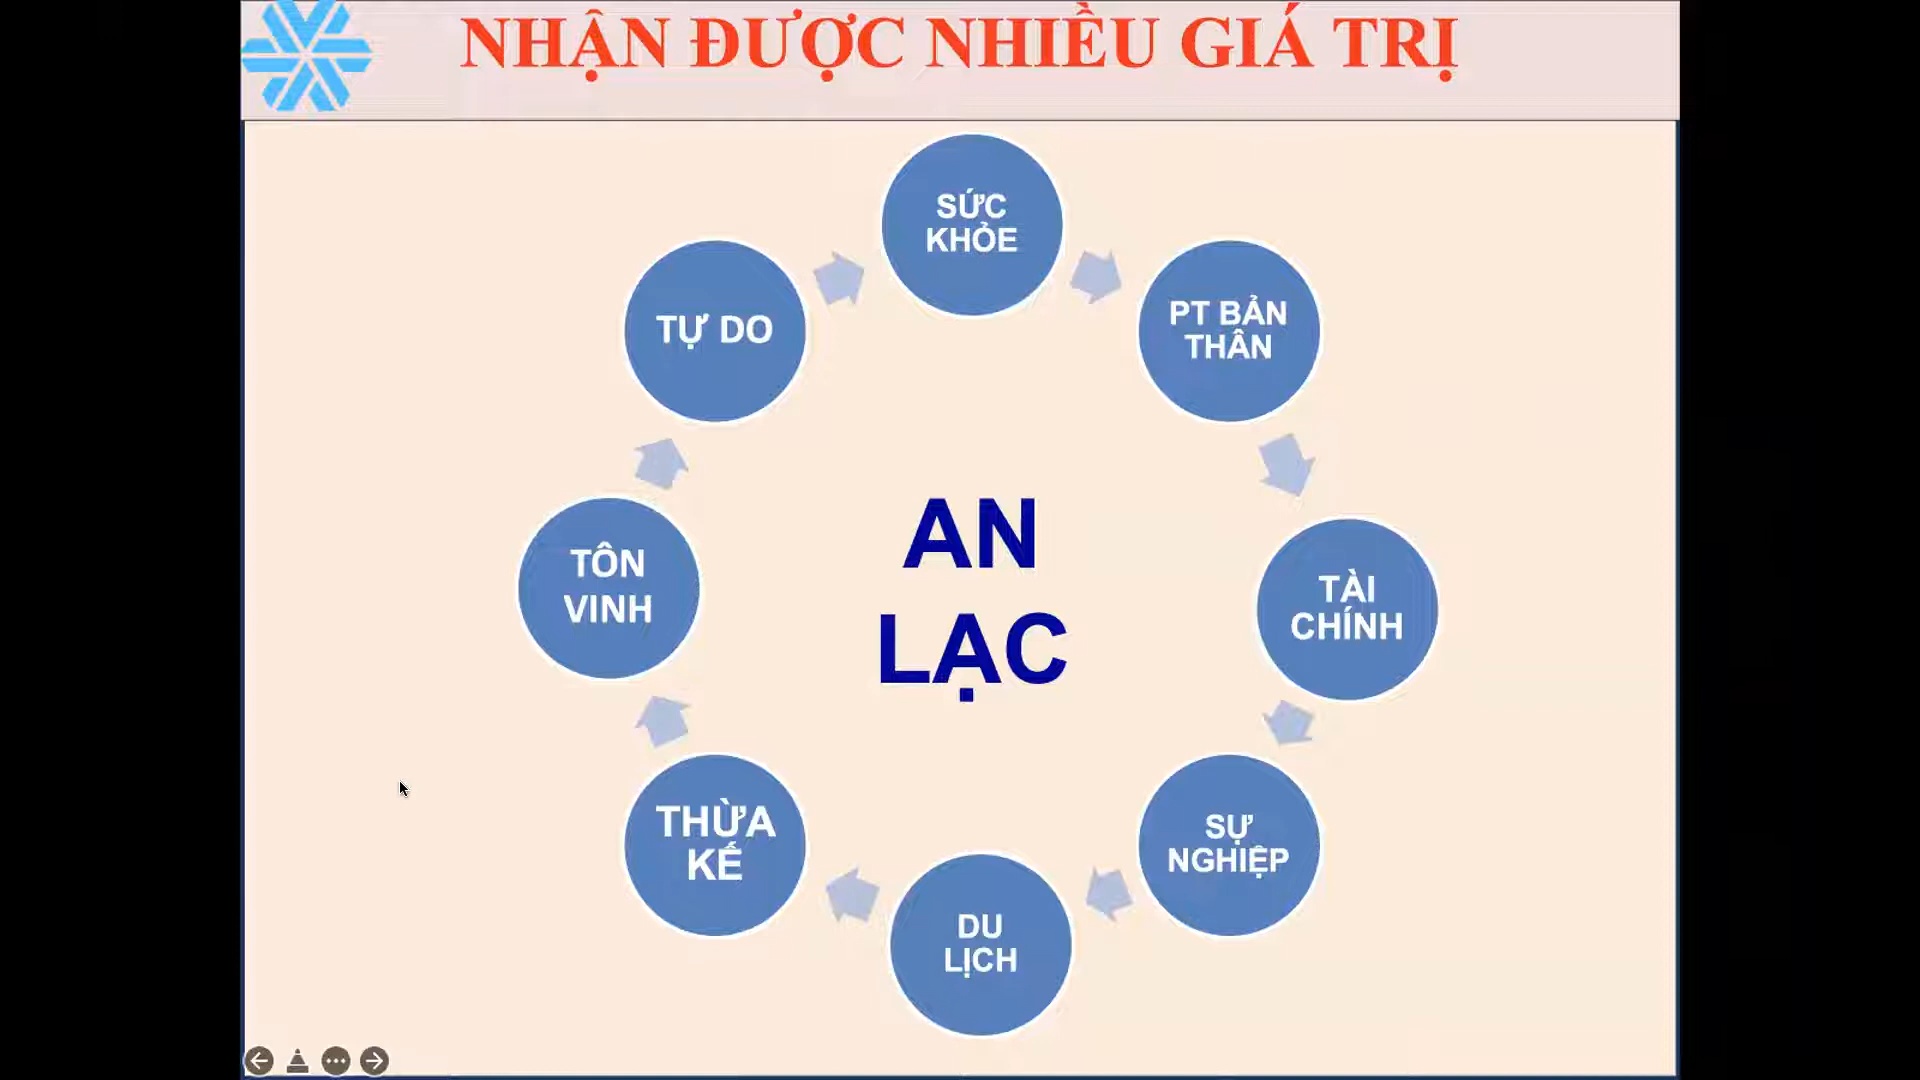 NHẬN ĐƯỢC NHIỀU GIÁ TRỊ
SỨC
KHỎE
PT BẢN
THÂN
TÀI
CHÍNH
SỰ
NGHIỆP
DU
LỊCH
THỪA
KẾ
TÔN
VINH
TỰ DO
AN
LẠC